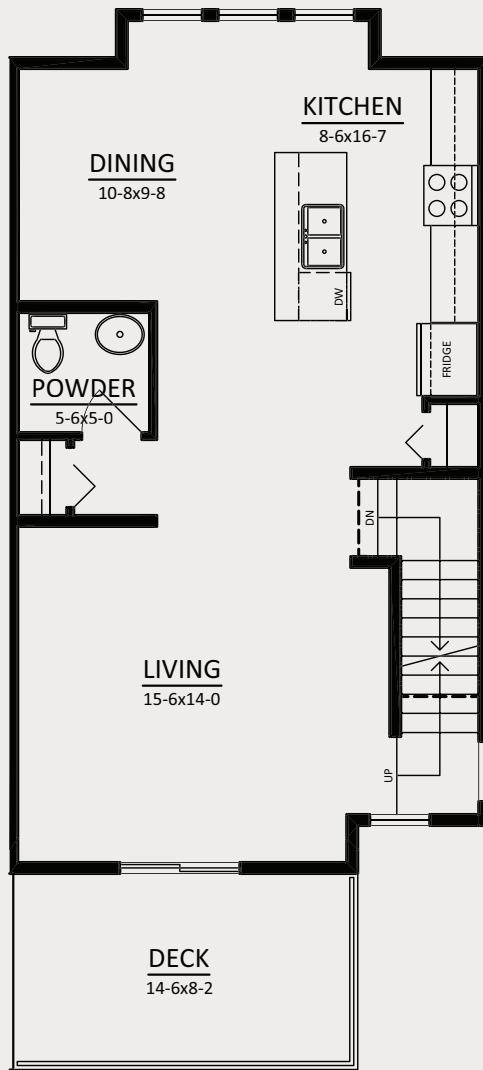 KITCHEN
8-6x16-7
DINING
10-8x9-8
DW
FRIDGE
POWDER
5-6x5-0
DN
LIVING
15-6x14-0
UP
DECK
14-6x8-2